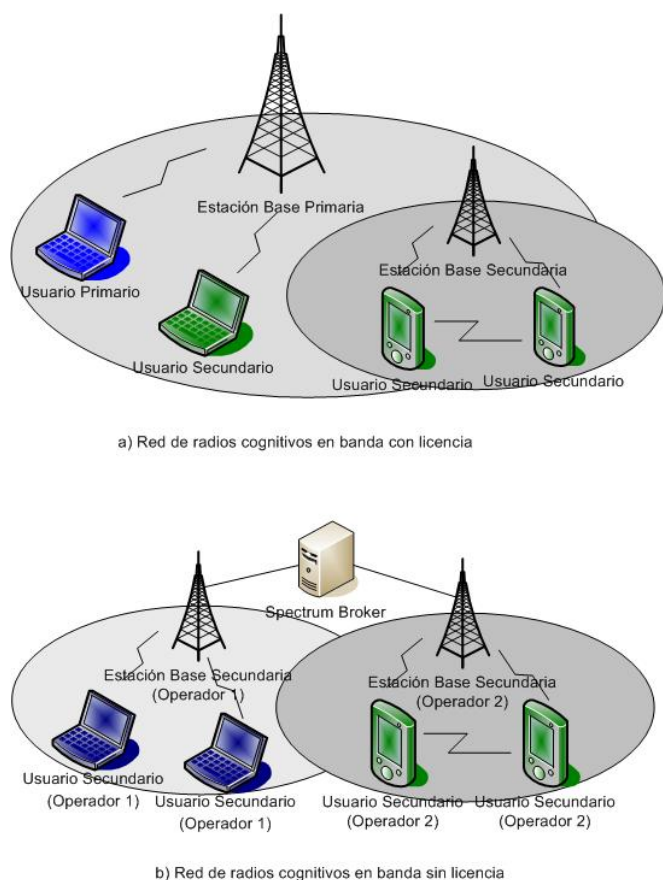 Estación Base Primaria
Estación Base Secundaria
Usuario Primario
Usuario Secundario
Usuario Secundario
Usuario Secundario
a) Red de radios cognitivos en banda con licencia
Spectrum Broker
Estación Base Secundaria
(Operador 1)
Estación Base Secundaria
(Operador 2)
Usuario Secundario
(Operador 1)
Usuario Secundario
(Operador 1)
Usuario Secundario
(Operador 2)
Usuario Secundario
(Operador 2)
b) Red de radios cognitivos en banda sin licencia